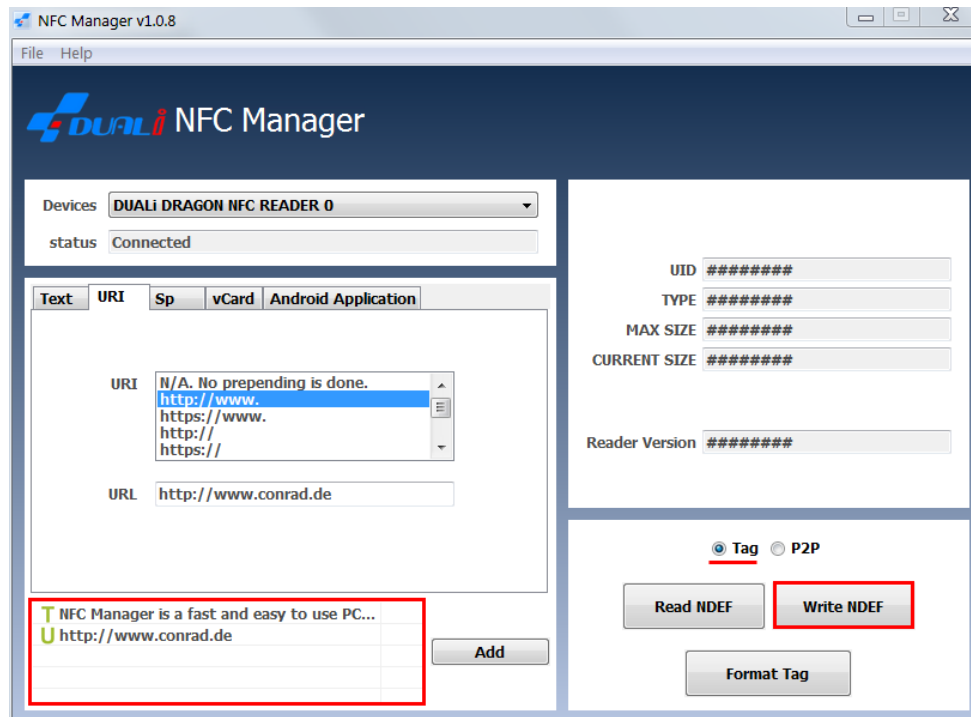 NFC Manager v1.0.8
File Help
DUALi NFC Manager
Devices DUALi DRAGON NFC READER 0
status Connected
Text URI Sp vCard Android Application
URI N/A. No prepending is done.
http://www.
https://www.
http://
https://
URL http://www.conrad.de
T NFC Manager is a fast and easy to use PC...
U http://www.conrad.de
Add
UID ########
TYPE ########
MAX SIZE ########
CURRENT SIZE ########
Reader Version ########
Tag P2P
Read NDEF Write NDEF
Format Tag